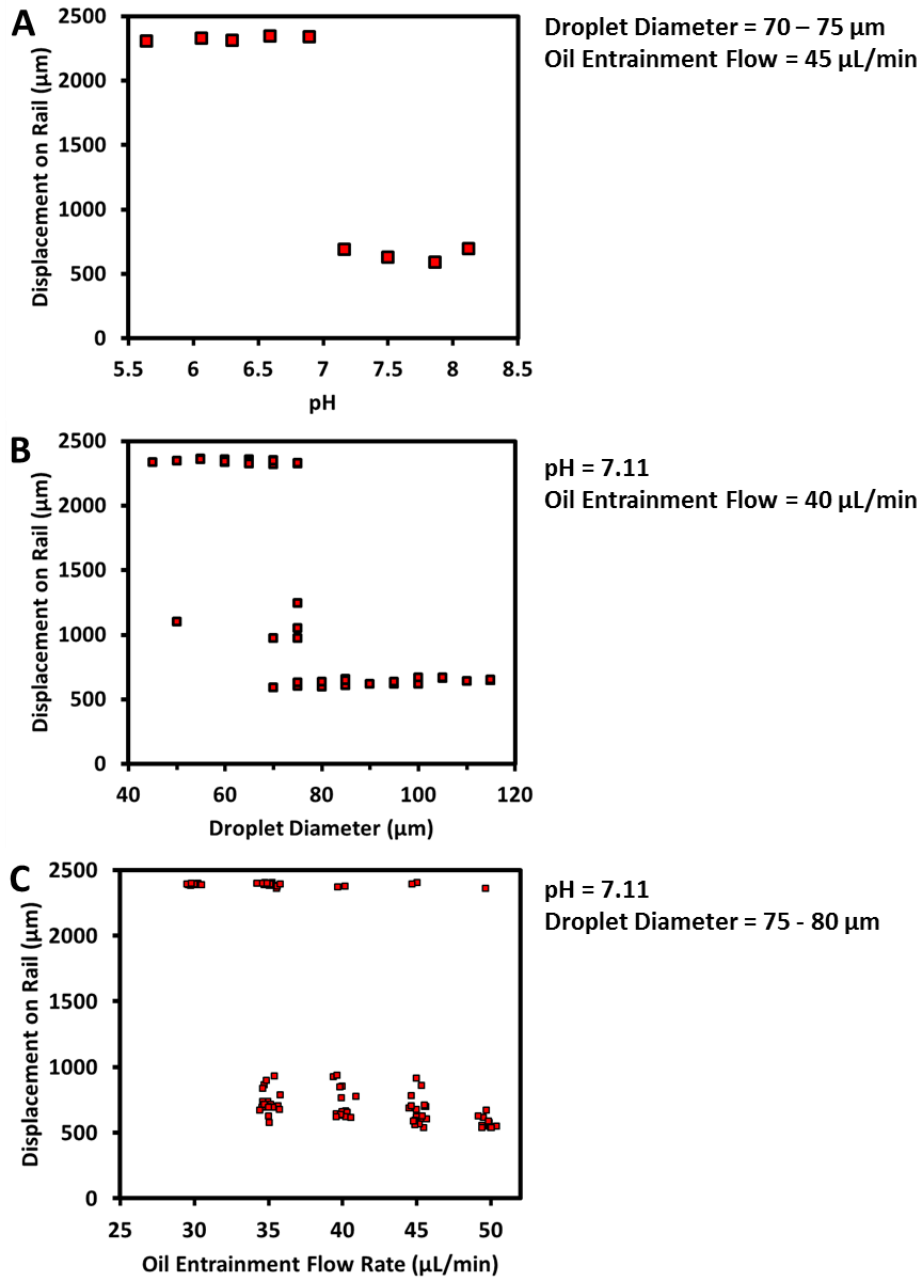 A
Droplet Diameter = 70 – 75 µm
Oil Entrainment Flow = 45 µL/min
Displacement on Rail (µm)
2500
2000
1500
1000
500
0
5.5 6 6.5 7 7.5 8 8.5
pH
B
pH = 7.11
Oil Entrainment Flow = 40 µL/min
Displacement on Rail (µm)
2500
2000
1500
1000
500
0
40 60 80 100 120
Droplet Diameter (µm)
C
pH = 7.11
Droplet Diameter = 75 - 80 µm
Displacement on Rail (µm)
2500
2000
1500
1000
500
0
25 30 35 40 45 50
Oil Entrainment Flow Rate (µL/min)